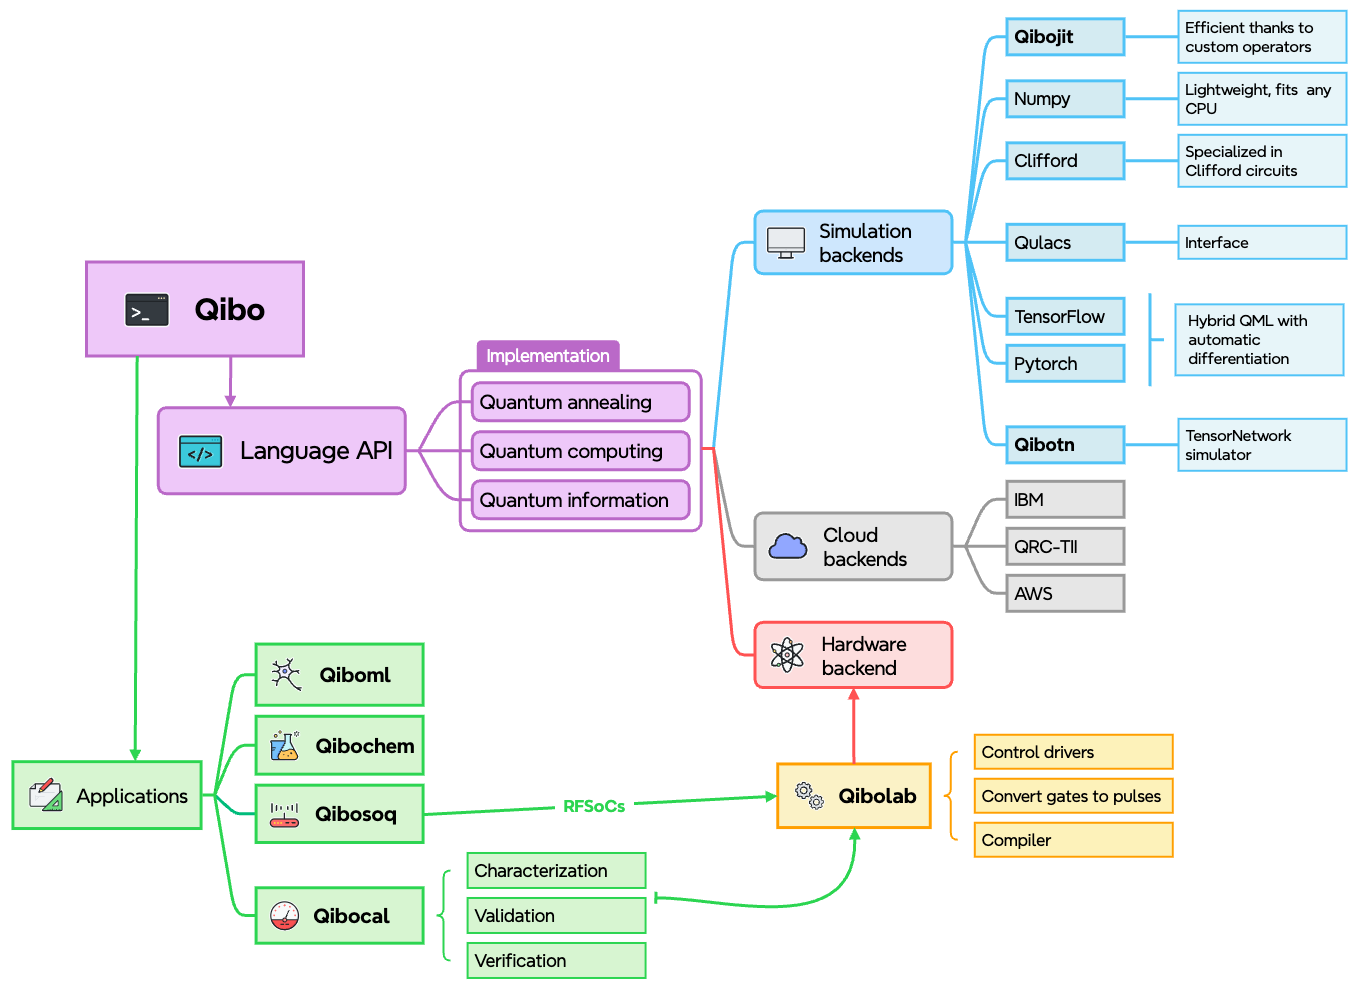 Qibo
>_
Language API
</>
Implementation
Quantum annealing
Quantum computing
Quantum information
Simulation
backends
Qibojit
Efficient thanks to
custom operators
Numpy
Lightweight, fits any
CPU
Clifford
Specialized in
Clifford circuits
Qulacs
Interface
TensorFlow
Pytorch
Hybrid QML with
automatic
differentiation
Qibotn
TensorNetwork
simulator
Cloud
backends
IBM
QRC-TII
AWS
Hardware
backend
Qibolab
Control drivers
Convert gates to pulses
Compiler
Applications
Qiboml
Qibochem
Qibosoq
RFSoCs
Qibocal
Characterization
Validation
Verification